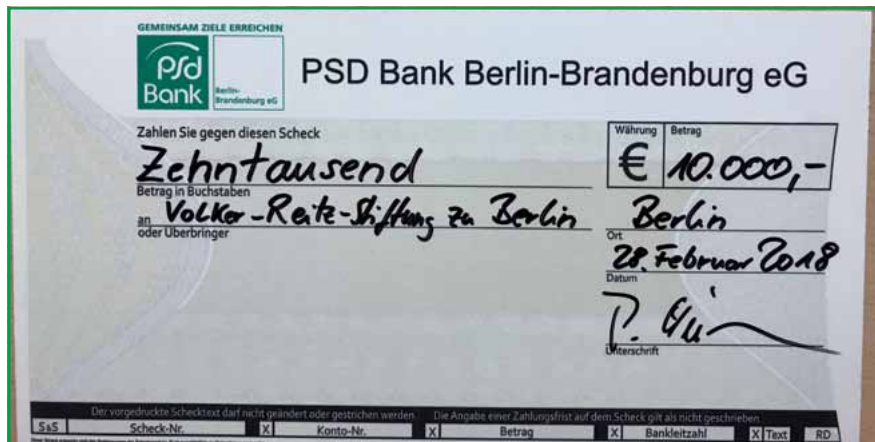 GEMEINSAM ZIELE ERREICHEN
PSD Bank
Berlin-Brandenburg eG
PSD Bank Berlin-Brandenburg eG
Zahlen Sie gegen diesen Scheck
Währung Betrag
Zehntausend € 10.000,-
Betrag in Buchstaben
an Volker-Reitz-Stiftung zu Berlin Berlin
oder Überbringer Ort
28. Februar 2018
Datum
P.
Unterschrift
Der vorgedruckte Schecktext darf nicht geändert oder gestrichen werden Die Angabe einer Zahlungsfrist auf dem Scheck gilt als nicht geschrieben
S&S Scheck-Nr. X Konto-Nr. X Betrag X Bankleitzahl X Text RD